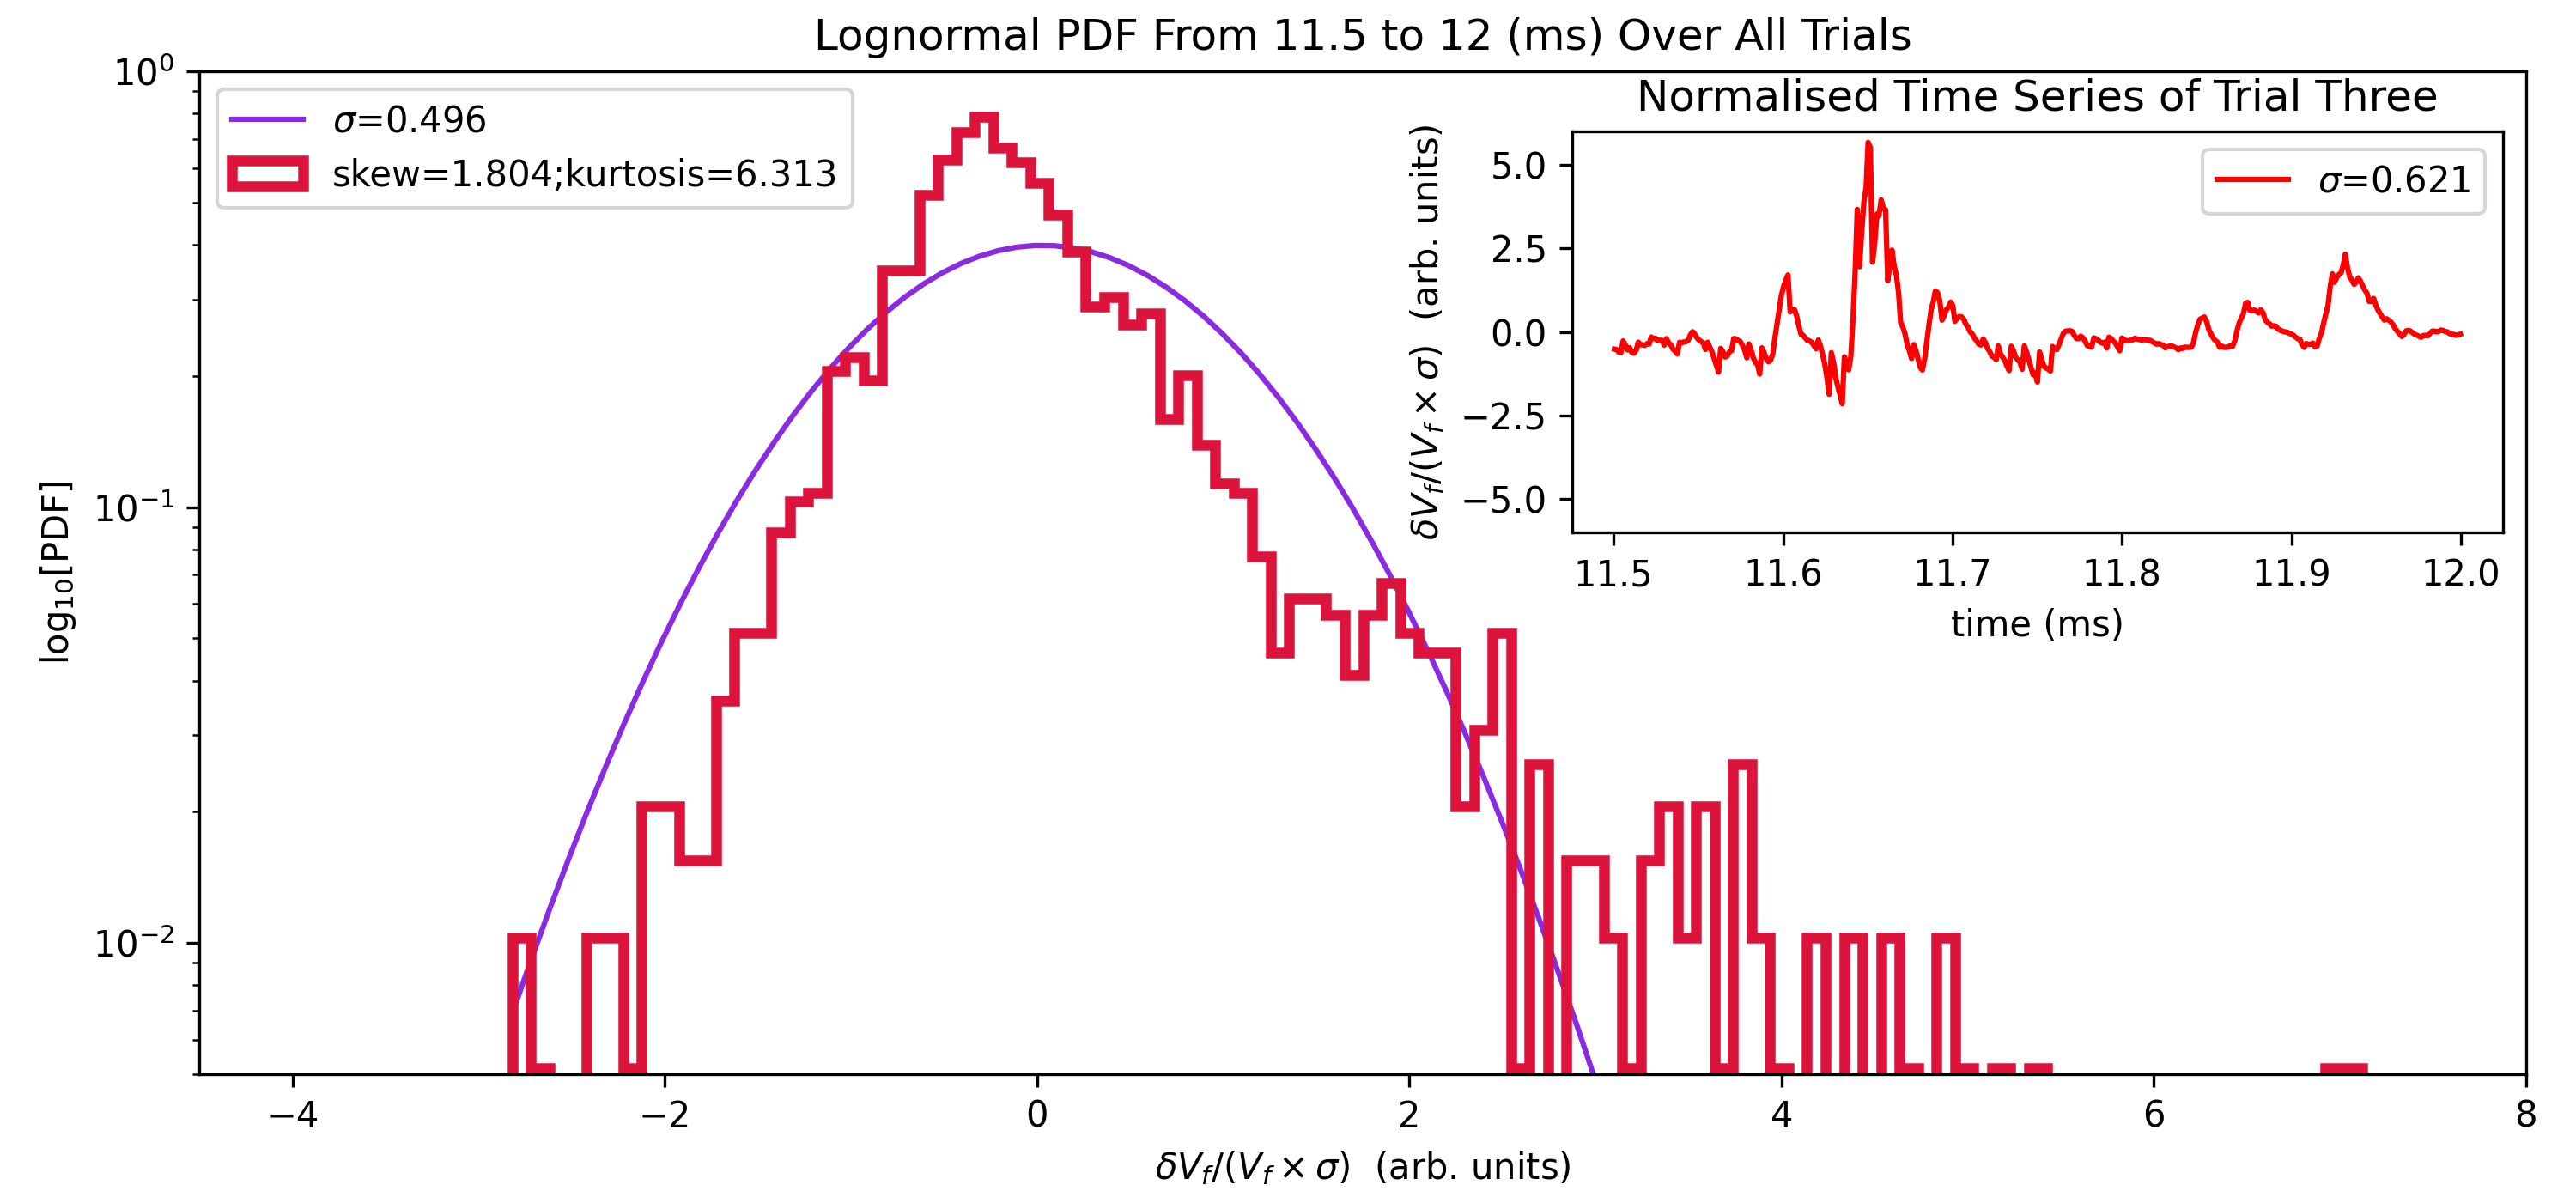 Lognormal PDF From 11.5 to 12 (ms) Over All Trials
σ=0.496
skew=1.804;kurtosis=6.313
log₁₀[PDF]
10⁰
10⁻¹
10⁻²
−4 −2 0 2 4 6 8
δV_f/(V_f × σ) (arb. units)
Normalised Time Series of Trial Three
σ=0.621
δV_f/(V_f × σ) (arb. units)
5.0
2.5
0.0
−2.5
−5.0
11.5 11.6 11.7 11.8 11.9 12.0
time (ms)